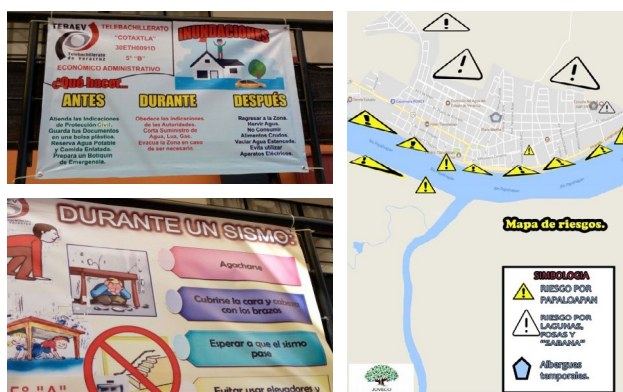 TEBAEV
Telebachillerato
de Veracruz
TELEBACHILLERATO
"COTAXTLA"
30ETH0091D
3° "B"
ECONÓMICO ADMINISTRATIVO
INUNDACIONES
¿Qué hacer...
ANTES
Atienda las Indicaciones
de Protección Civil.
Guarda tus Documentos
en una bolsa plástica.
Reserva Agua Potable
y Comida Enlatada.
Prepara un Botiquín
de Emergencia.
DURANTE
Obedece las indicaciones
de las Autoridades.
Corta Suministro de
Agua, Luz, Gas.
Evacua la Zona en caso
de ser necesario.
DESPUÉS
Regresar a la Zona.
Hervir Agua.
No Consumir
Alimentos Crudos.
Vaciar Agua Estancada.
Evita utilizar
Aparatos Eléctricos.
DURANTE UN SISMO:
Agacharse
Cubrirse la cara y cabeza
con los brazos
Esperar a que el sismo
pase
Evitar usar elevadores y
5° "A"
Mapa de riesgos.
SIMBOLOGIA
RIESGO POR
PAPALOAPAN
RIESGO POR
LAGUNAS,
FOSAS Y
"SABANA"
Albergues
temporales.